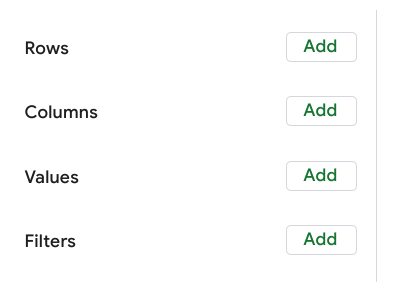 Rows Add
Columns Add
Values Add
Filters Add